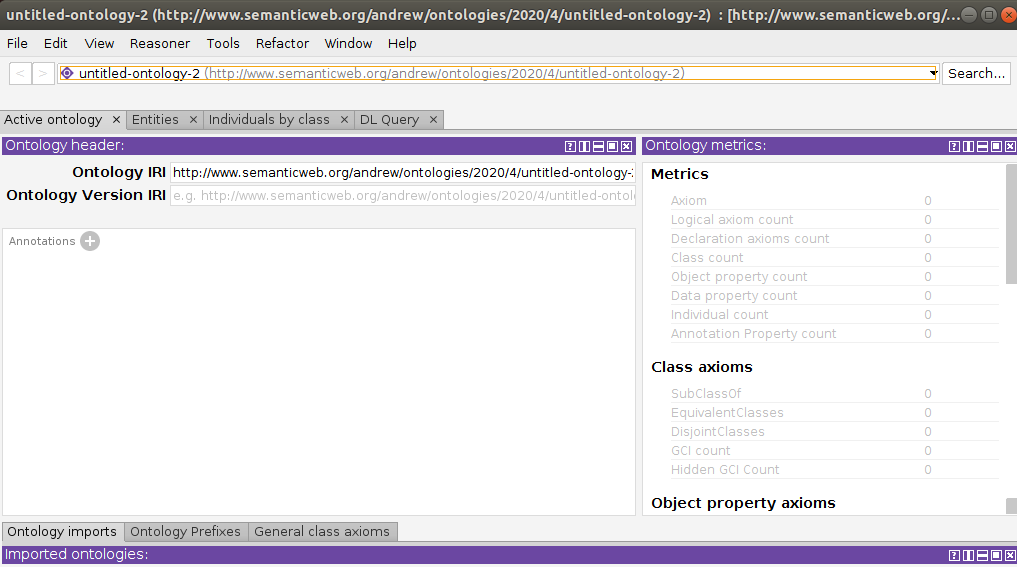 untitled-ontology-2 (http://www.semanticweb.org/andrew/ontologies/2020/4/untitled-ontology-2) : [http://www.semanticweb.org/...
File Edit View Reasoner Tools Refactor Window Help
< > untitled-ontology-2 (http://www.semanticweb.org/andrew/ontologies/2020/4/untitled-ontology-2) Search...
Active ontology × Entities × Individuals by class × DL Query ×
Ontology header:
Ontology IRI http://www.semanticweb.org/andrew/ontologies/2020/4/untitled-ontology-2
Ontology Version IRI e.g. http://www.semanticweb.org/andrew/ontologies/2020/4/untitled-ontolo
Annotations +
Ontology metrics:
Metrics
Axiom 0
Logical axiom count 0
Declaration axioms count 0
Class count 0
Object property count 0
Data property count 0
Individual count 0
Annotation Property count 0
Class axioms
SubClassOf 0
EquivalentClasses 0
DisjointClasses 0
GCI count 0
Hidden GCI Count 0
Object property axioms
Ontology imports Ontology Prefixes General class axioms
Imported ontologies: